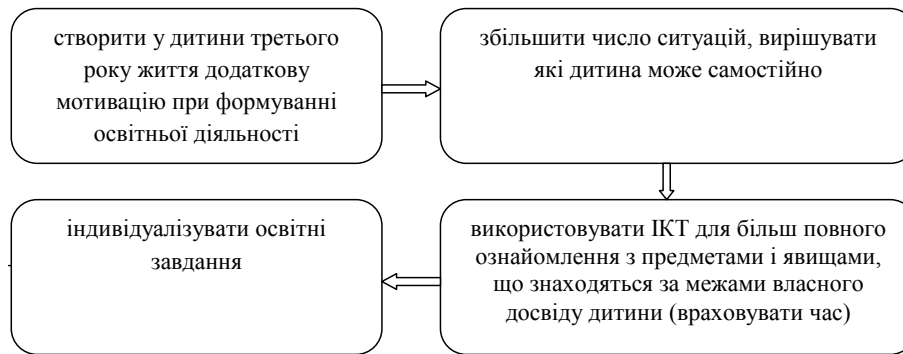 створити у дитини третього
року життя додаткову
мотивацію при формуванні
освітньої діяльності
збільшити число ситуацій, вирішувати
які дитина може самостійно
використовувати ІКТ для більш повного
ознайомлення з предметами і явищами,
що знаходяться за межами власного
досвіду дитини (враховувати час)
індивідуалізувати освітні
завдання